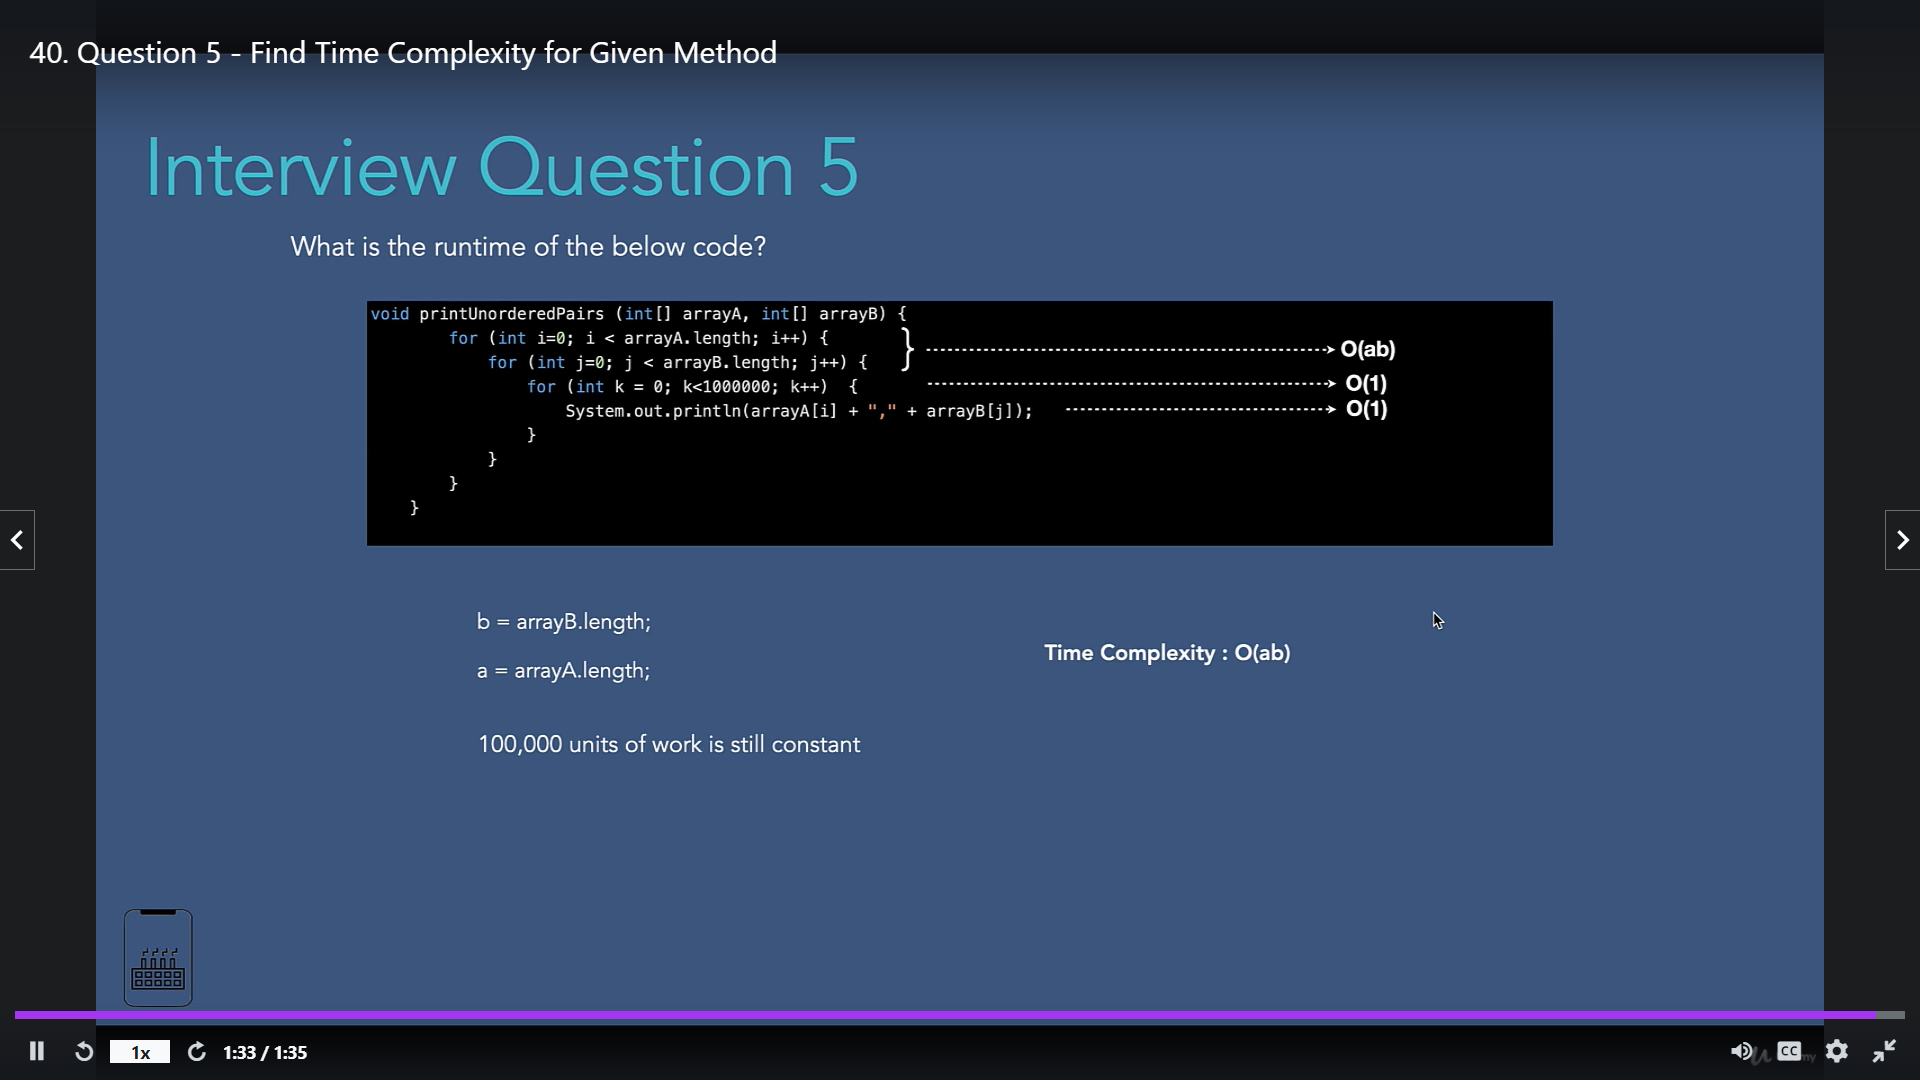 40. Question 5 - Find Time Complexity for Given Method
Interview Question 5
What is the runtime of the below code?
void printUnorderedPairs (int[] arrayA, int[] arrayB) {
for (int i=0; i < arrayA.length; i++) {
for (int j=0; j < arrayB.length; j++) {
} O(ab)
for (int k = 0; k<1000000; k++) { O(1)
System.out.println(arrayA[i] + "," + arrayB[j]); O(1)
}
}
}
}
b = arrayB.length;
a = arrayA.length;
Time Complexity : O(ab)
100,000 units of work is still constant
1x
1:33 / 1:35
CC